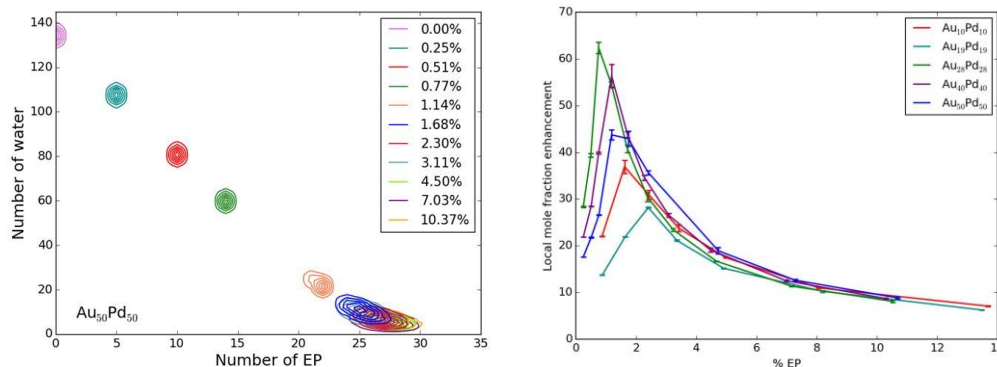 140
120
100
80
60
40
20
0
0 5 10 15 20 25 30 35
Number of water
Number of EP
Au50Pd50
0.00%
0.25%
0.51%
0.77%
1.14%
1.68%
2.30%
3.11%
4.50%
7.03%
10.37%
70
60
50
40
30
20
10
0
0 2 4 6 8 10 12
Local mole fraction enhancement
% EP
Au10Pd10
Au19Pd19
Au28Pd28
Au40Pd40
Au50Pd50